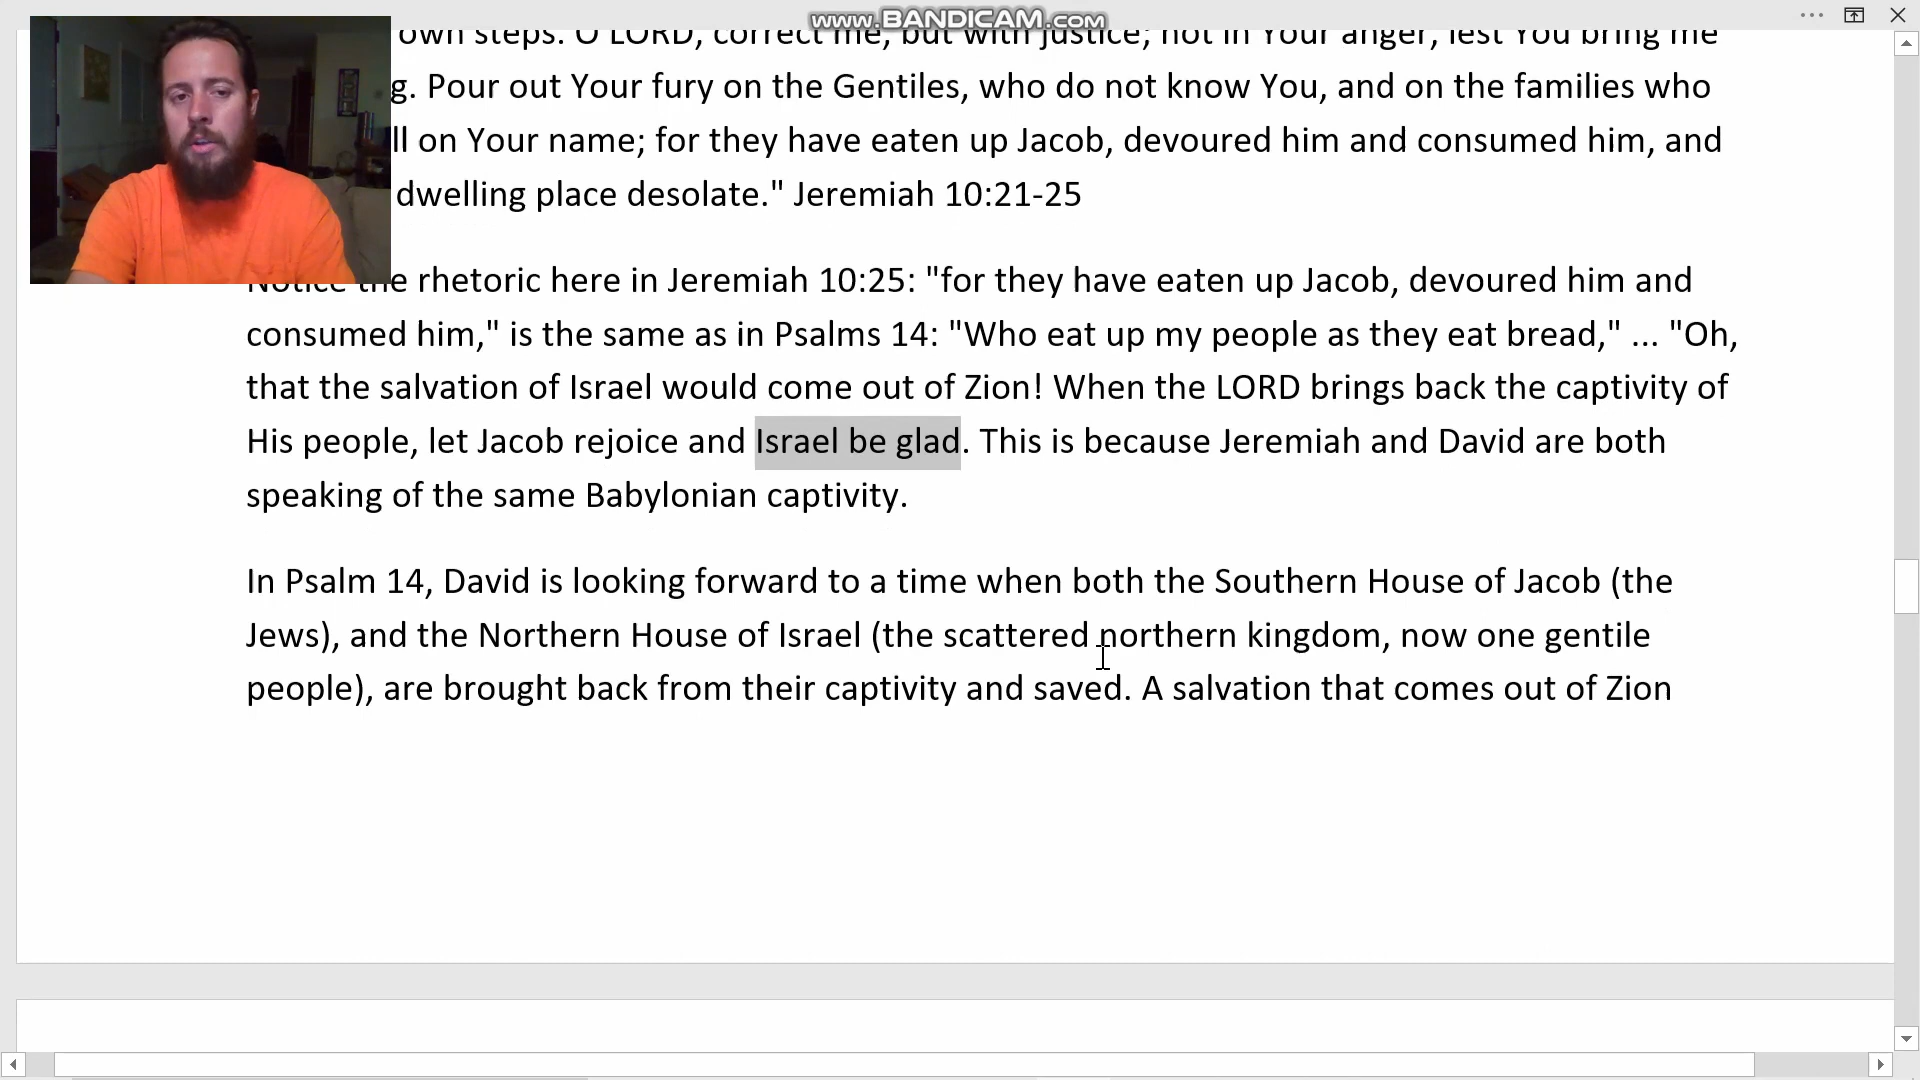 www.BANDICAM.com
own steps. O LORD, correct me, but with justice; not in Your anger, lest You bring me
g. Pour out Your fury on the Gentiles, who do not know You, and on the families who
ll on Your name; for they have eaten up Jacob, devoured him and consumed him, and
dwelling place desolate." Jeremiah 10:21-25
Notice the rhetoric here in Jeremiah 10:25: "for they have eaten up Jacob, devoured him and
consumed him," is the same as in Psalms 14: "Who eat up my people as they eat bread," ... "Oh,
that the salvation of Israel would come out of Zion! When the LORD brings back the captivity of
His people, let Jacob rejoice and Israel be glad. This is because Jeremiah and David are both
speaking of the same Babylonian captivity.
In Psalm 14, David is looking forward to a time when both the Southern House of Jacob (the
Jews), and the Northern House of Israel (the scattered northern kingdom, now one gentile
people), are brought back from their captivity and saved. A salvation that comes out of Zion